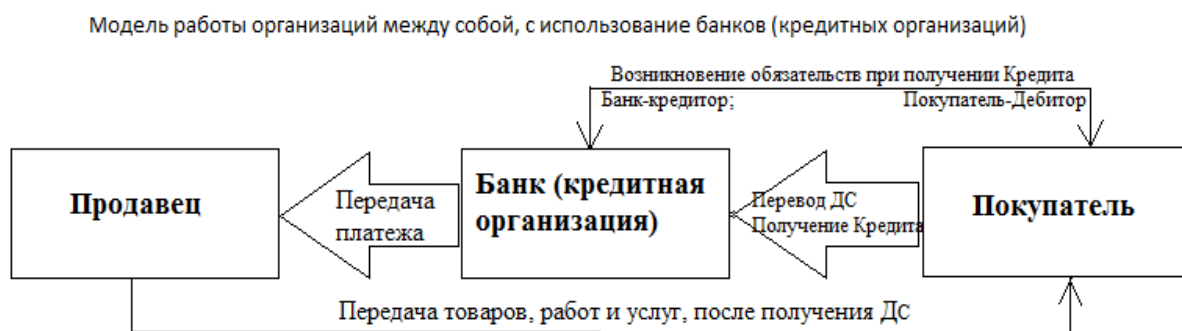 Модель работы организаций между собой, с использование банков (кредитных организаций)
Возникновение обязательств при получении Кредита
Банк-кредитор;
Покупатель-Дебитор
Продавец
Передача
платежа
Банк (кредитная
организация)
Перевод ДС
Получение Кредита
Покупатель
Передача товаров, работ и услуг, после получения ДС